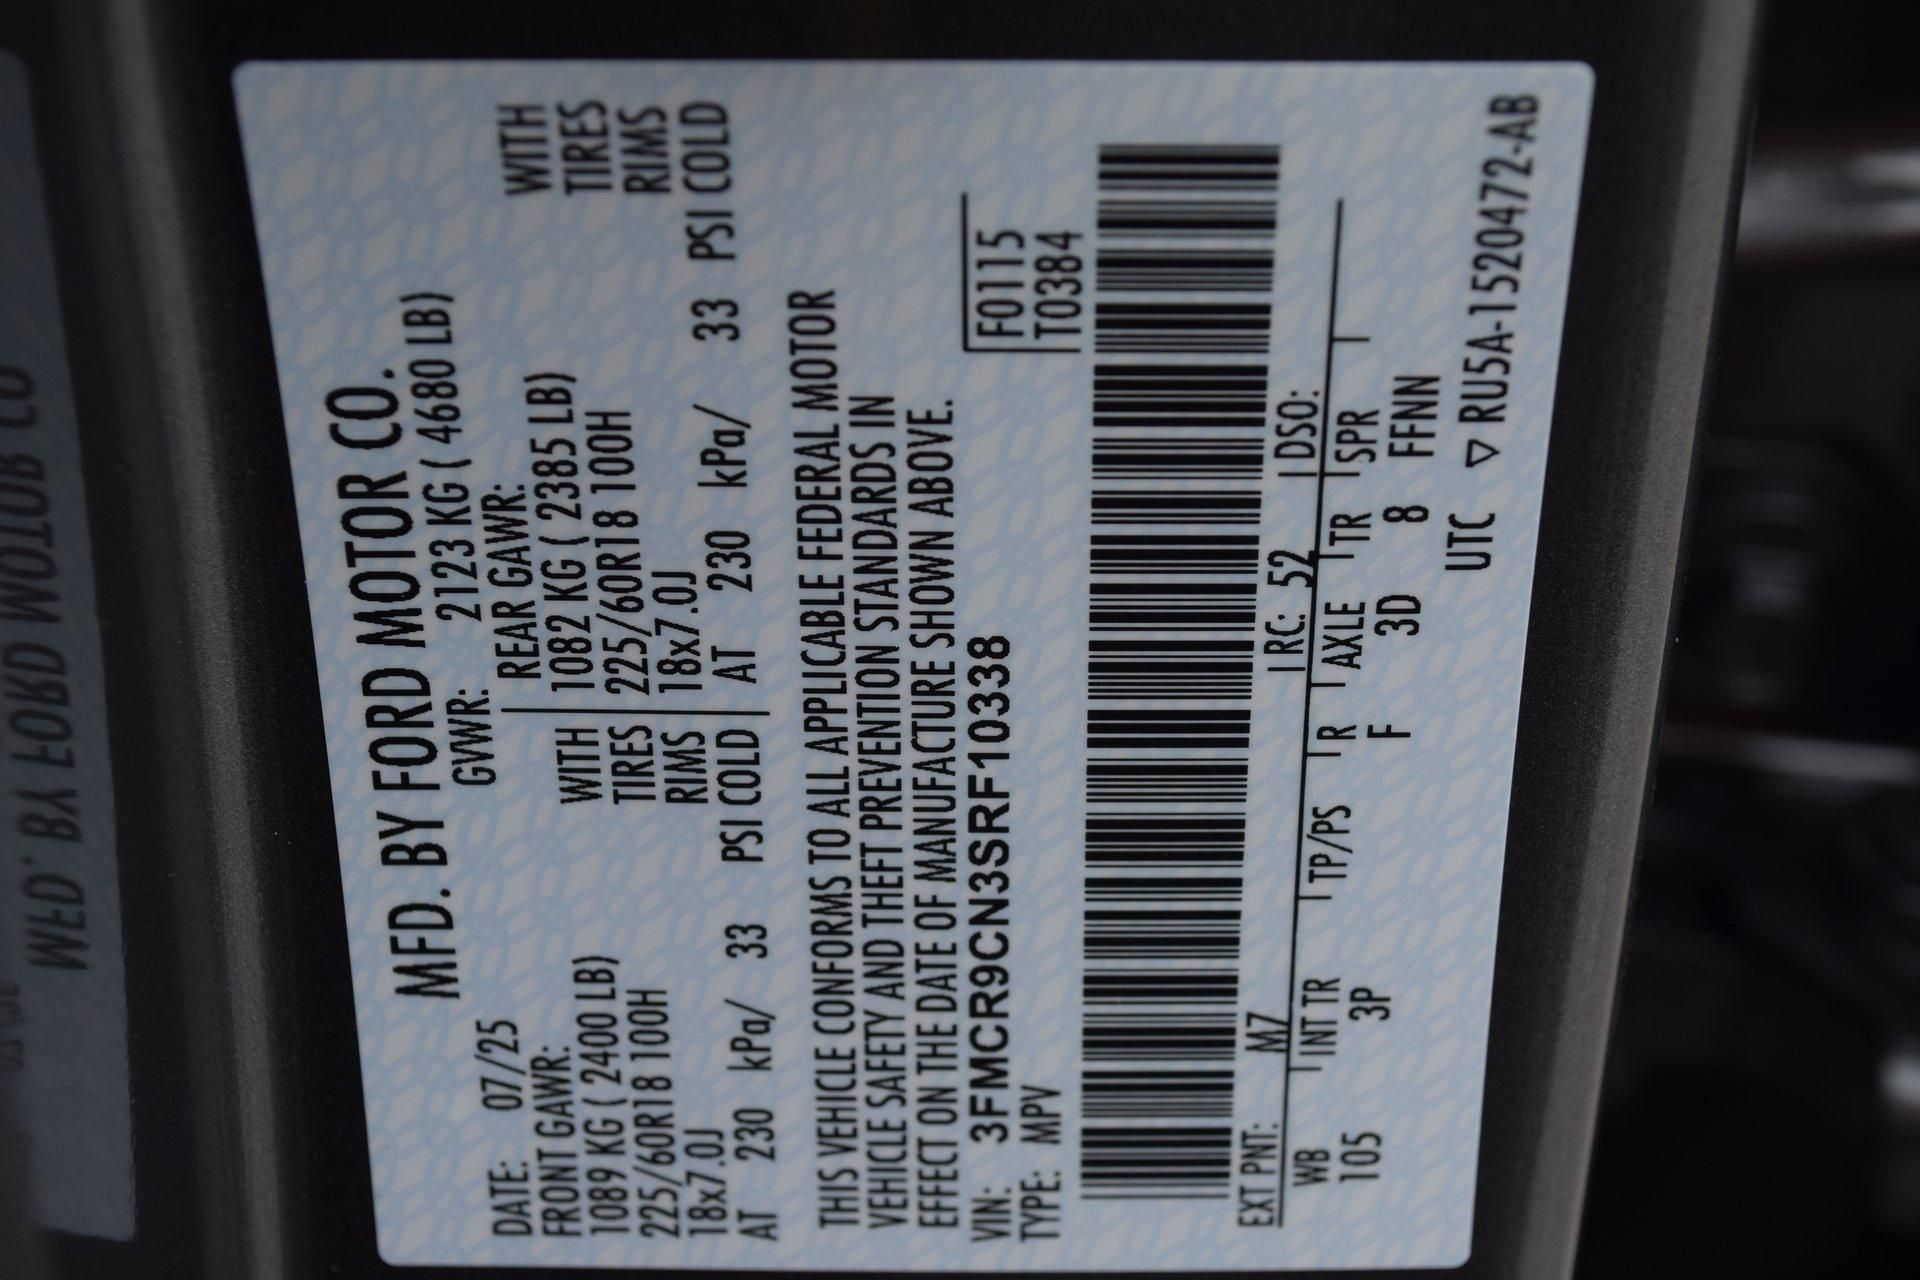 MFD. BY FORD MOTOR CO.
DATE: 07/25 GVWR: 2123 KG ( 4680 LB)
FRONT GAWR: REAR GAWR:
1089 KG ( 2400 LB) WITH 1082 KG ( 2385 LB) WITH
225/60R18 100H TIRES 225/60R18 100H TIRES
18x7.0J RIMS 18x7.0J RIMS
AT 230 kPa/ 33 PSI COLD AT 230 kPa/ 33 PSI COLD
THIS VEHICLE CONFORMS TO ALL APPLICABLE FEDERAL MOTOR
VEHICLE SAFETY AND THEFT PREVENTION STANDARDS IN
EFFECT ON THE DATE OF MANUFACTURE SHOWN ABOVE.
VIN: 3FMCR9CN3SRF10338 F0115
TYPE: MPV T0384
EXT PNT: M7 RC: 52 DSO:
WB INT TR TP/PS R AXLE TR SPR
105 3P F 3D 8 FFNN
UTC ▽ RU5A-1520472-AB
MFD. BY FORD MOTOR CO